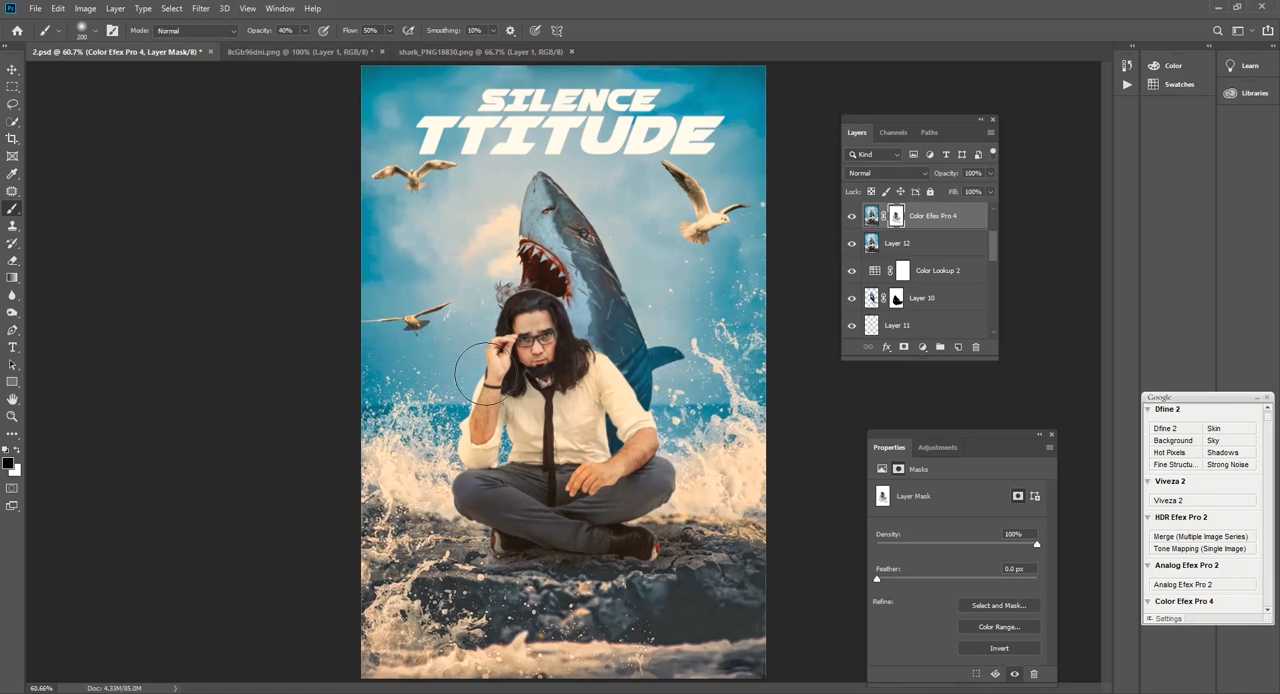 Ps File Edit Image Layer Type Select Filter 3D View Window Help
200 Mode: Normal Opacity: 40% Flow: 50% Smoothing: 10%
2.psd @ 60.7% (Color Efex Pro 4, Layer Mask/8) * × 8cGb96dni.png @ 100% (Layer 1, RGB/8) * × shark_PNG18830.png @ 66.7% (Layer 1, RGB/8) ×
SILENCE
TTITUDE
Layers Channels Paths
Kind
Normal Opacity: 100%
Lock: Fill: 100%
Color Efex Pro 4
Layer 12
Color Lookup 2
Layer 10
Layer 11
Properties Adjustments
Masks
Layer Mask
Density: 100%
Feather: 0.0 px
Refine: Select and Mask...
Color Range...
Invert
Color
Swatches
Learn
Libraries
Google
Dfine 2
Dfine 2 Skin
Background Sky
Hot Pixels Shadows
Fine Structu... Strong Noise
Viveza 2
Viveza 2
HDR Efex Pro 2
Merge (Multiple Image Series)
Tone Mapping (Single Image)
Analog Efex Pro 2
Analog Efex Pro 2
Color Efex Pro 4
Settings
60.66% Doc: 4.33M/85.0M